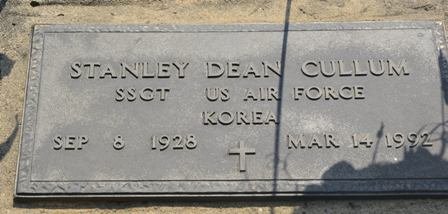 STANLEY DEAN CULLUM
SSGT US AIR FORCE
KOREA
SEP 8 1928 MAR 14 1992